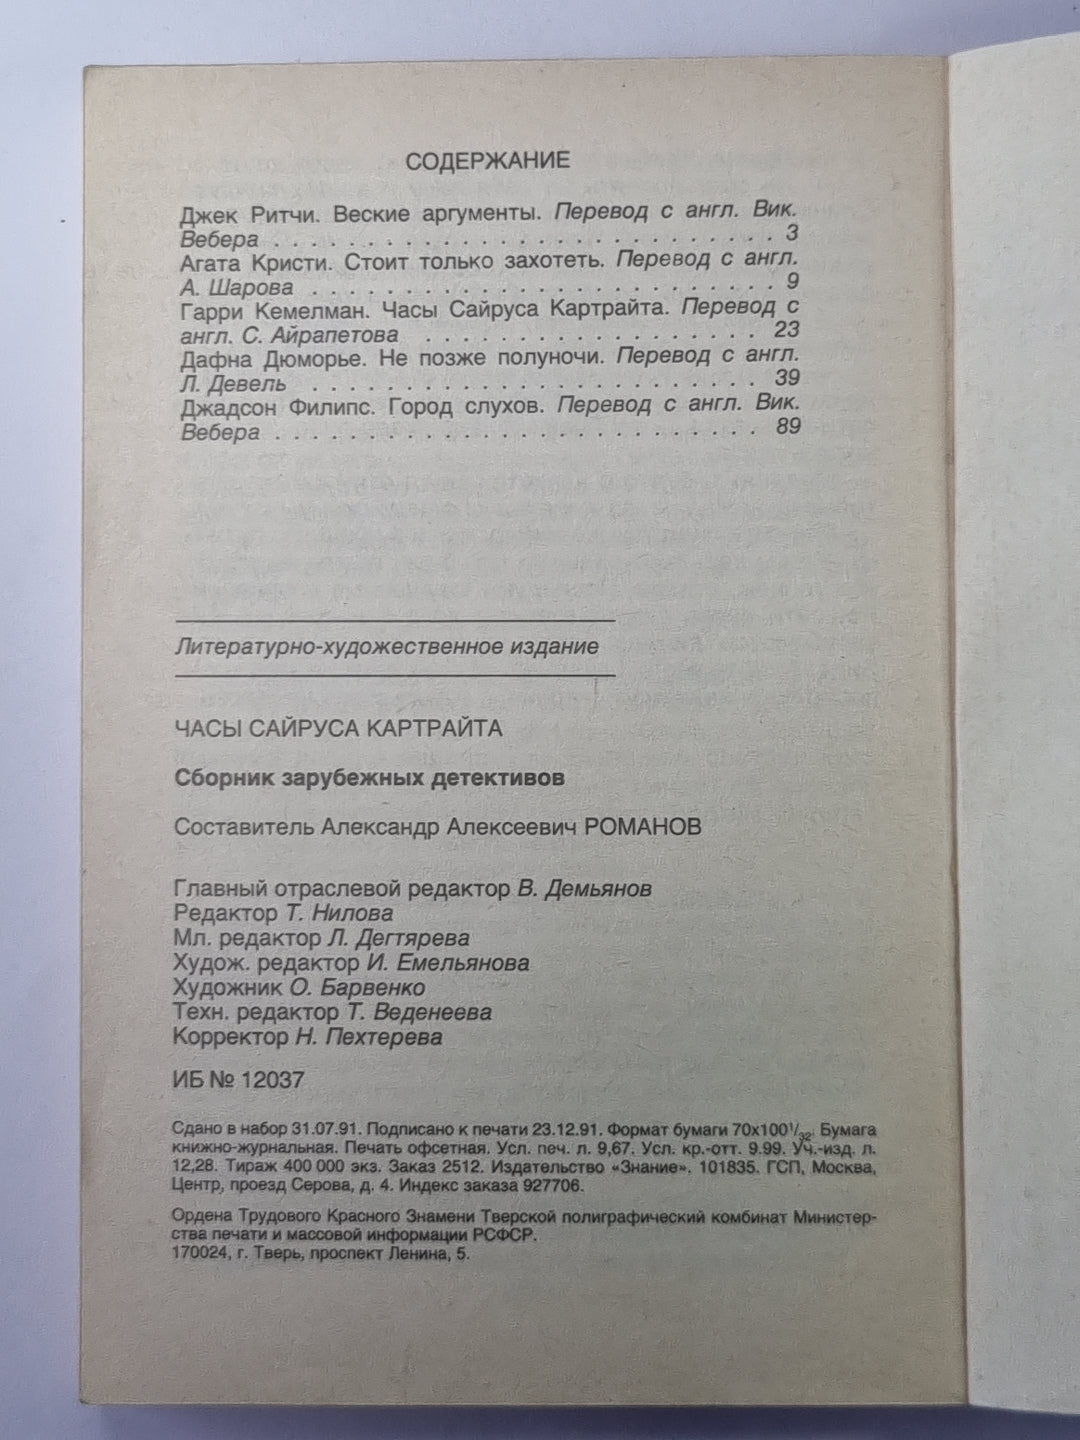 СОДЕРЖАНИЕ
Джек Ритчи. Веские аргументы. Перевод с англ. Вик.
Вебера . . . . . . . . . . . . . . . . . . . . . . . . . . . 3
Агата Кристи. Стоит только захотеть. Перевод с англ.
А. Шарова . . . . . . . . . . . . . . . . . . . . . . . . . 9
Гарри Кемелман. Часы Сайруса Картрайта. Перевод с
англ. С. Айрапетова . . . . . . . . . . . . . . . . . . 23
Дафна Дюморье. Не позже полуночи. Перевод с англ.
Л. Девель . . . . . . . . . . . . . . . . . . . . . . . . 39
Джадсон Филипс. Город слухов. Перевод с англ. Вик.
Вебера . . . . . . . . . . . . . . . . . . . . . . . . . . 89
Литературно-художественное издание
ЧАСЫ САЙРУСА КАРТРАЙТА
Сборник зарубежных детективов
Составитель Александр Алексеевич РОМАНОВ
Главный отраслевой редактор В. Демьянов
Редактор Т. Нилова
Мл. редактор Л. Дегтярева
Худож. редактор И. Емельянова
Художник О. Барвенко
Техн. редактор Т. Веденеева
Корректор Н. Пехтерева
ИБ № 12037
Сдано в набор 31.07.91. Подписано к печати 23.12.91. Формат бумаги 70х100¹/₃₂. Бумага
книжно-журнальная. Печать офсетная. Усл. печ. л. 9,67. Усл. кр.-отт. 9.99. Уч.-изд. л.
12,28. Тираж 400 000 экз. Заказ 2512. Издательство «Знание». 101835. ГСП, Москва,
Центр, проезд Серова, д. 4. Индекс заказа 927706.
Ордена Трудового Красного Знамени Тверской полиграфический комбинат Министер-
ства печати и массовой информации РСФСР.
170024, г. Тверь, проспект Ленина, 5.